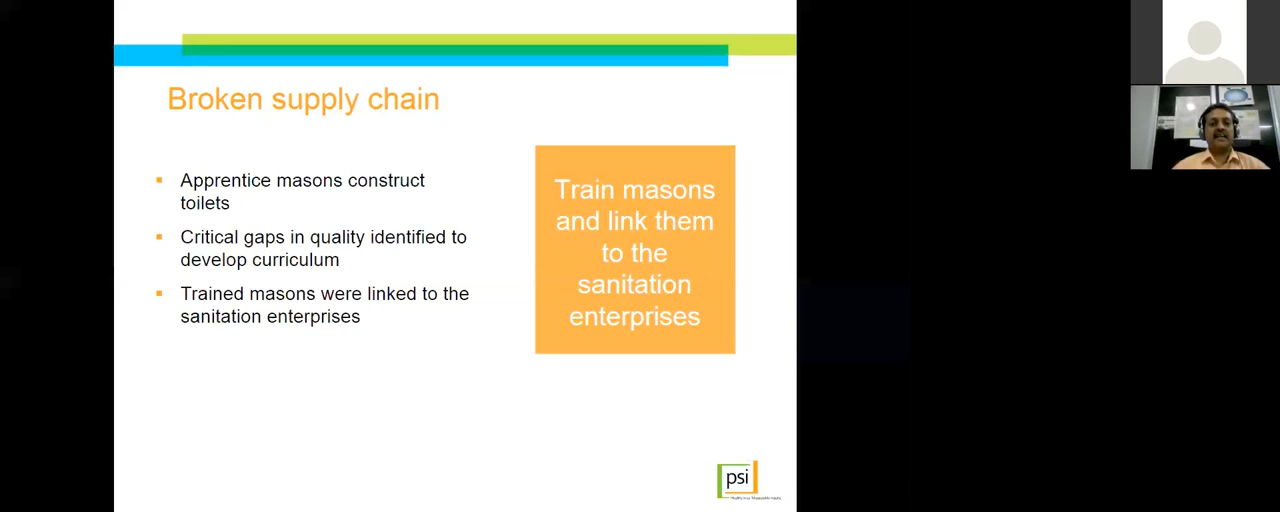 Broken supply chain
Apprentice masons construct
toilets
Critical gaps in quality identified to
develop curriculum
Trained masons were linked to the
sanitation enterprises
Train masons
and link them
to the
sanitation
enterprises
psi